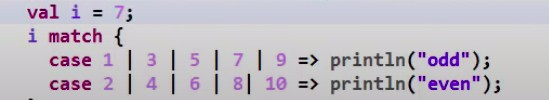 val i = 7;
i match {
case 1 | 3 | 5 | 7 | 9 => println("odd");
case 2 | 4 | 6 | 8| 10 => println("even");